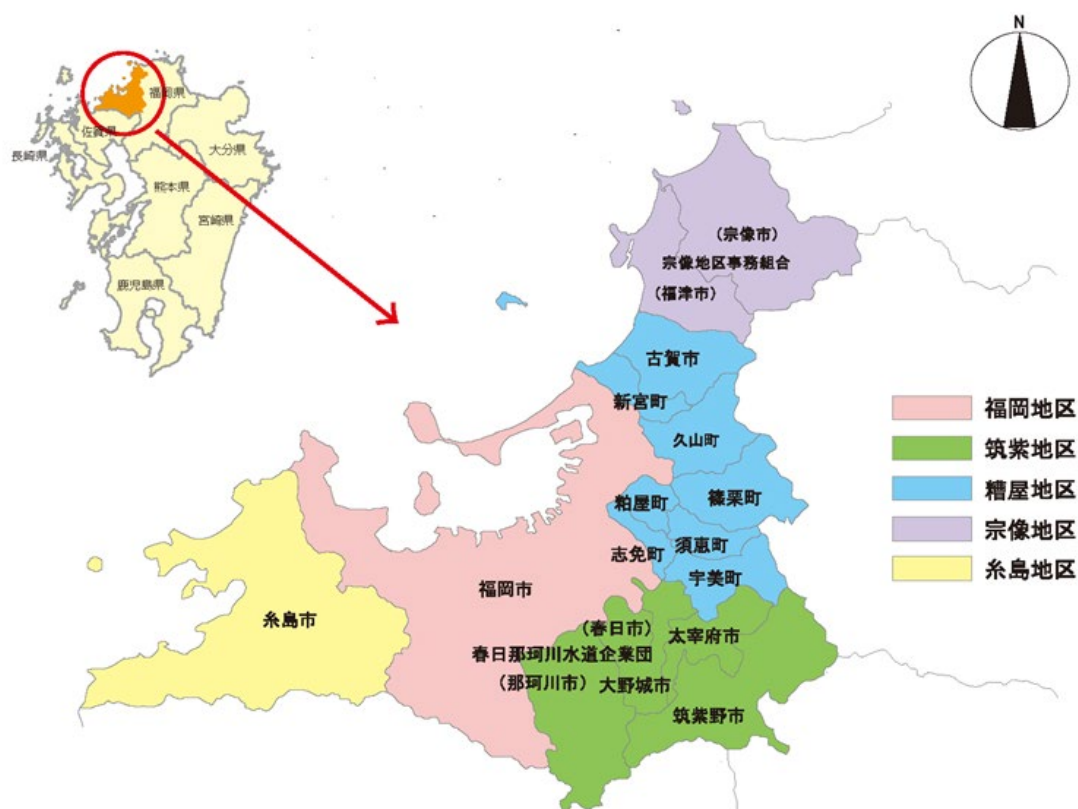 N
福岡県
佐賀県
長崎県
大分県
熊本県
宮崎県
鹿児島県
(宗像市)
宗像地区事務組合
(福津市)
古賀市
新宮町
久山町
篠栗町
粕屋町
須恵町
志免町
宇美町
福岡市
糸島市
(春日市)
太宰府市
春日那珂川水道企業団
(那珂川市)
大野城市
筑紫野市
福岡地区
筑紫地区
糟屋地区
宗像地区
糸島地区